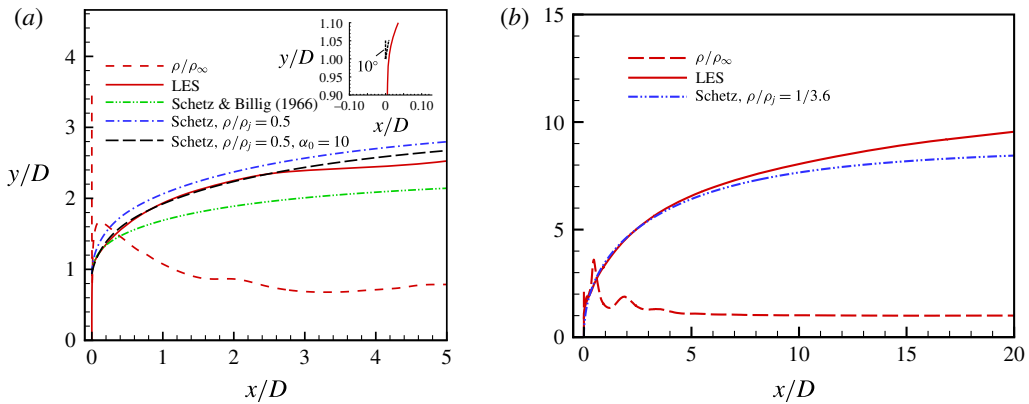 (a)
(b)
y/D
4
3
2
1
0
0
1
2
3
4
5
x/D
ρ/ρ∞
LES
Schetz & Billig (1966)
Schetz, ρ/ρj = 0.5
Schetz, ρ/ρj = 0.5, α0 = 10
1.10
1.05
1.00
0.95
0.90
y/D
10°
−0.10
0
0.10
x/D
15
10
5
0
0
5
10
15
20
x/D
ρ/ρ∞
LES
Schetz, ρ/ρj = 1/3.6